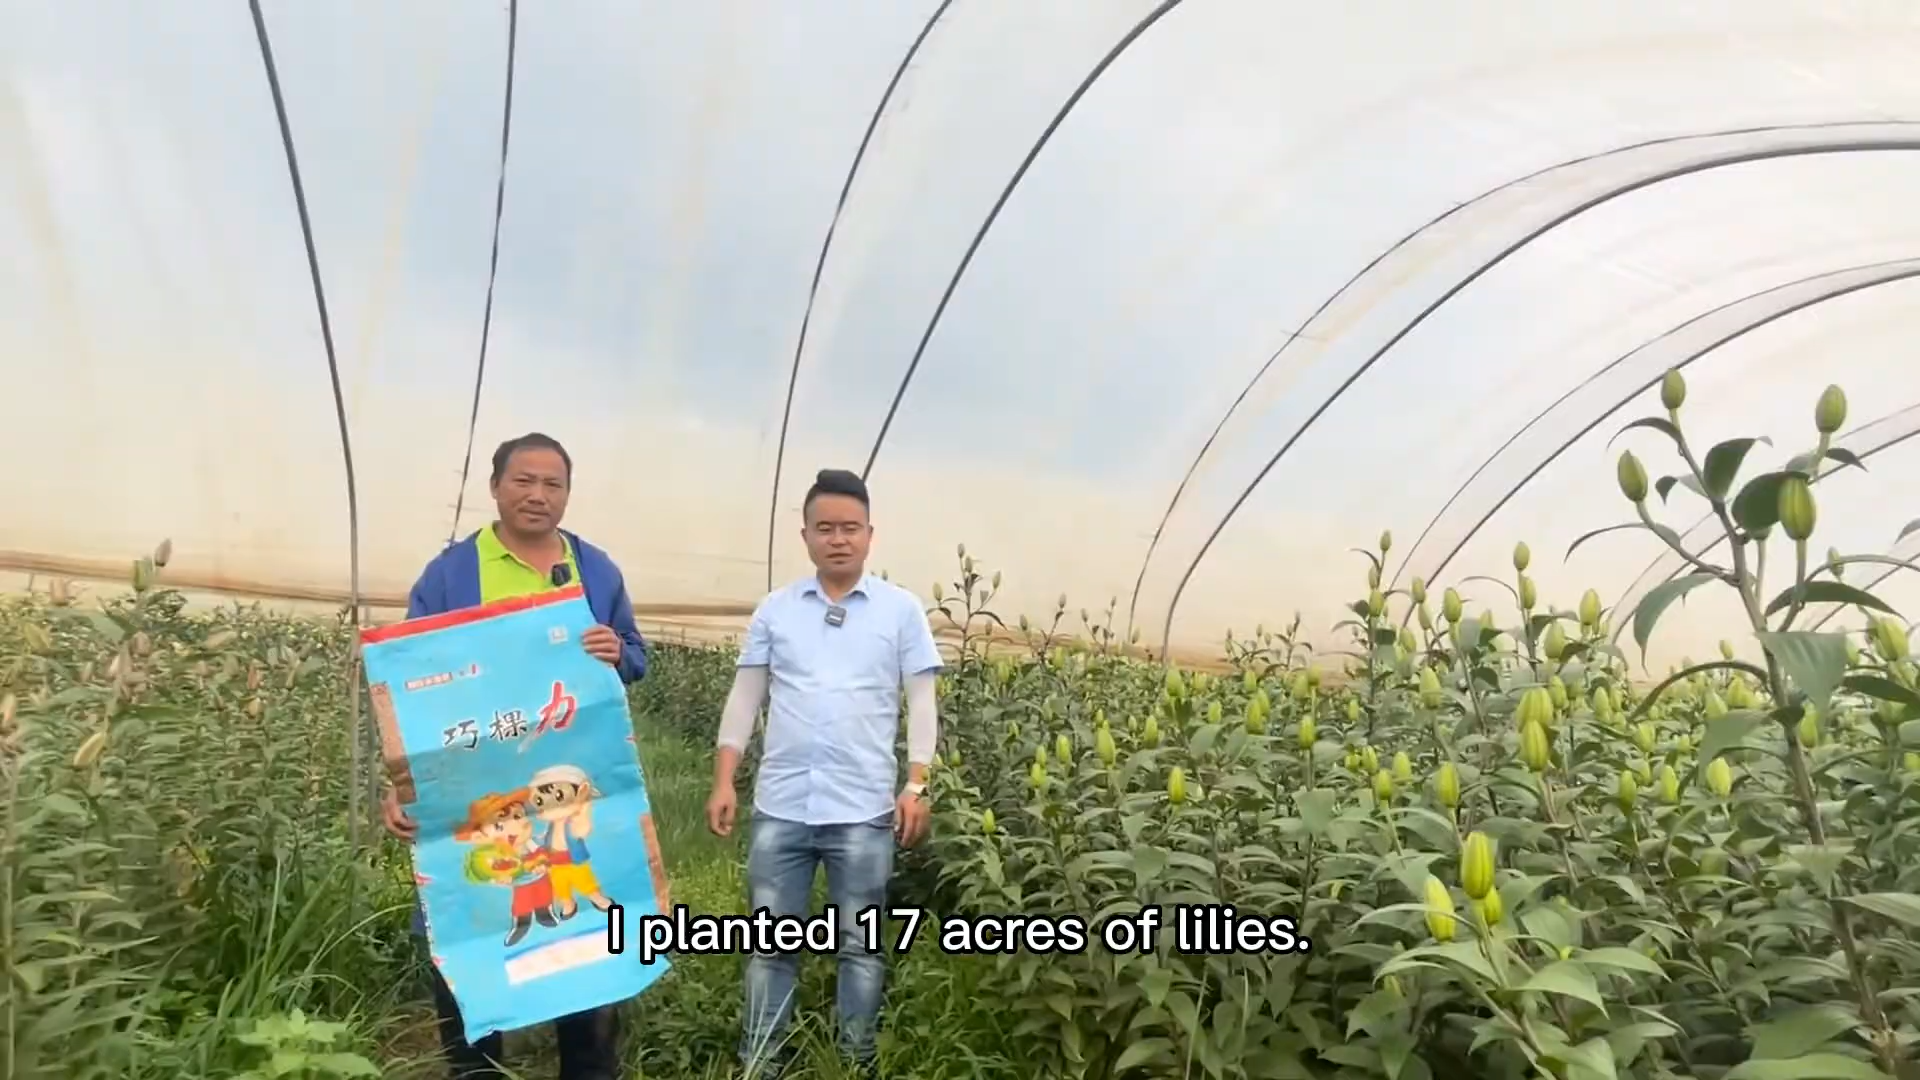 巧棵力
I planted 17 acres of lilies.